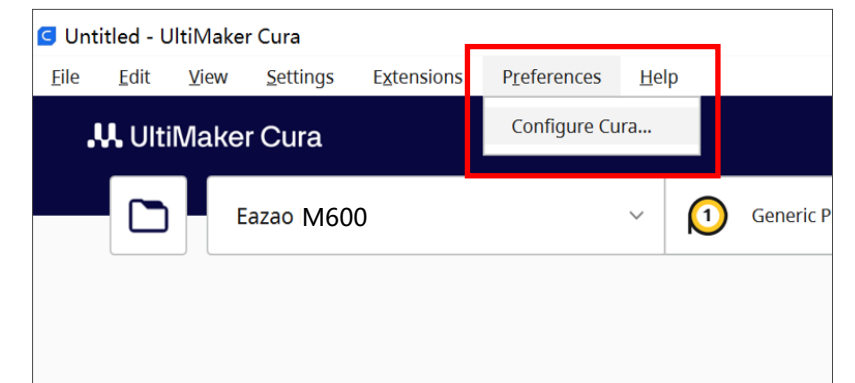 Untitled - UltiMaker Cura
File Edit View Settings Extensions Preferences Help
Configure Cura...
UltiMaker Cura
Eazao M600
1 Generic P